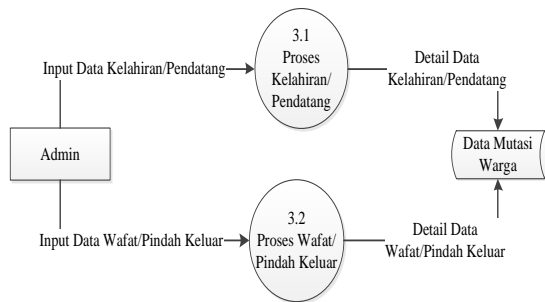 3.1
Proses
Kelahiran/
Pendatang
Input Data Kelahiran/Pendatang
Detail Data
Kelahiran/Pendatang
Admin
Data Mutasi
Warga
3.2
Proses Wafat/
Pindah Keluar
Input Data Wafat/Pindah Keluar
Detail Data
Wafat/Pindah Keluar